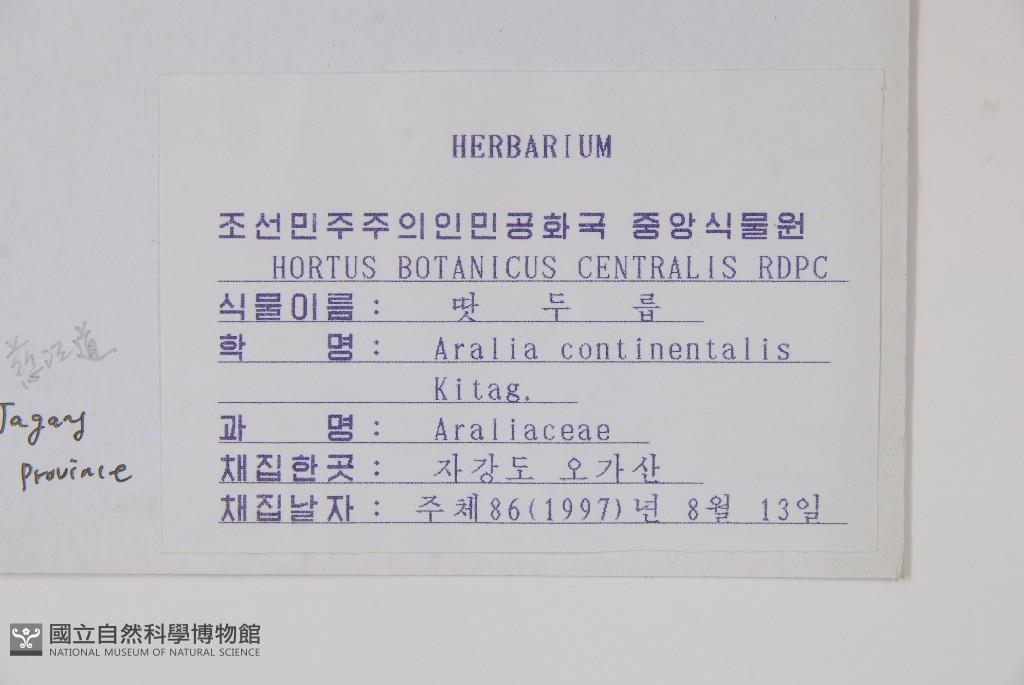 HERBARIUM
조선민주주의인민공화국 중앙식물원
HORTUS BOTANICUS CENTRALIS RDPC
식물이름: 땃 두 릅
학 명: Aralia continentalis
Kitag.
과 명: Araliaceae
채집한곳: 자강도 오가산
채집날자: 주체86(1997)년 8월 13일
慈江道
Jagang
Province
國立自然科學博物館
NATIONAL MUSEUM OF NATURAL SCIENCE